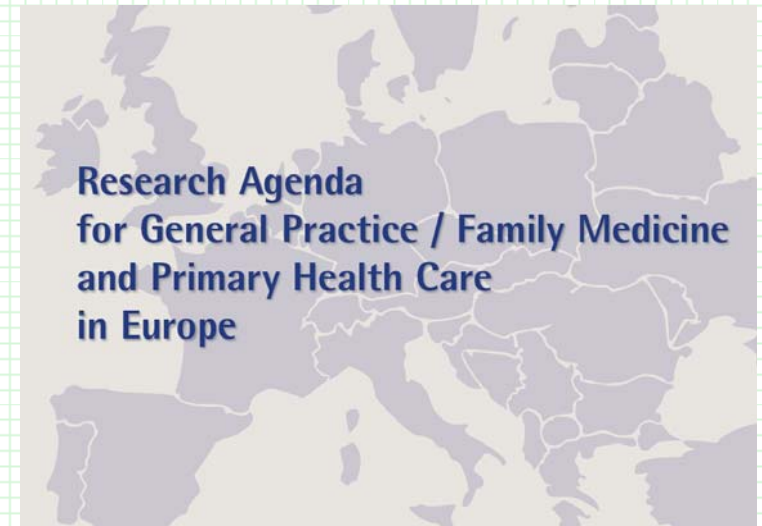 Research Agenda
for General Practice / Family Medicine
and Primary Health Care
in Europe